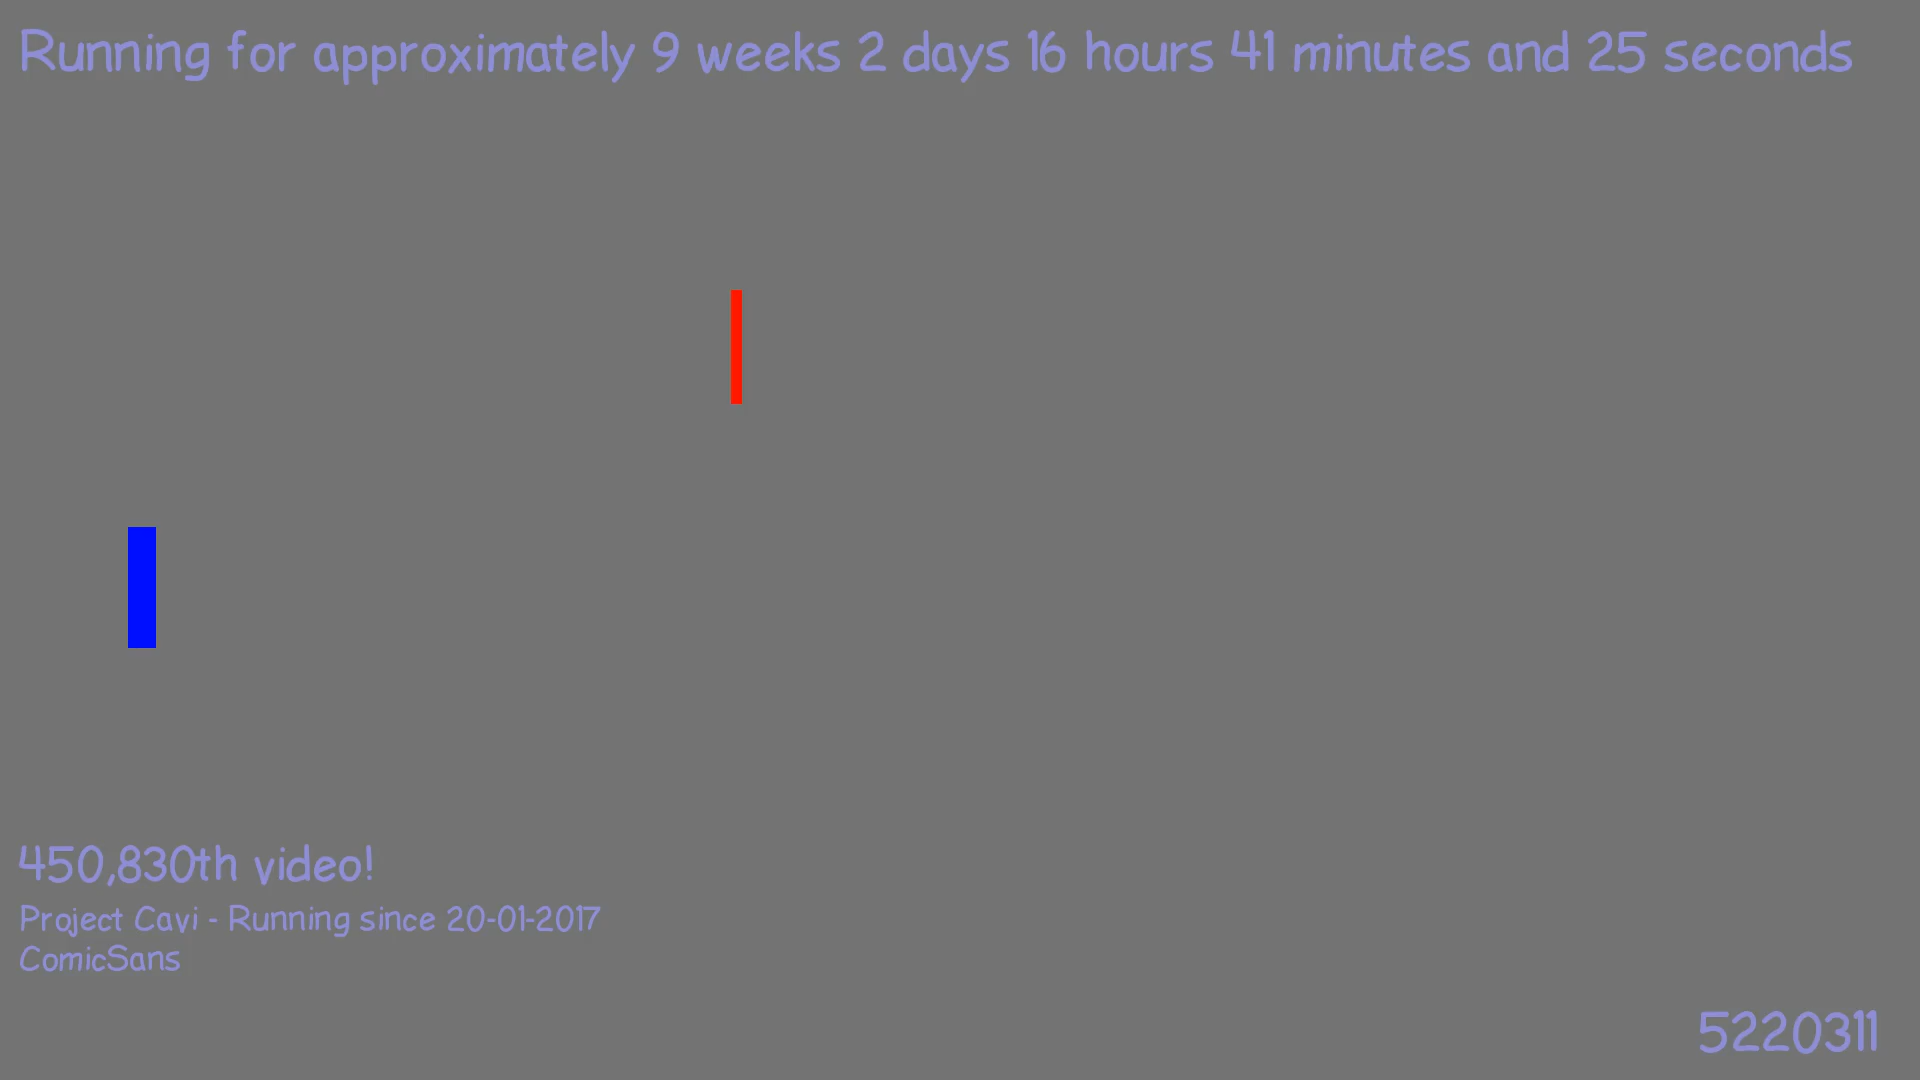 Running for approximately 9 weeks 2 days 16 hours 41 minutes and 25 seconds
450,830th video!
Project Cavi - Running since 20-01-2017
ComicSans
5220311